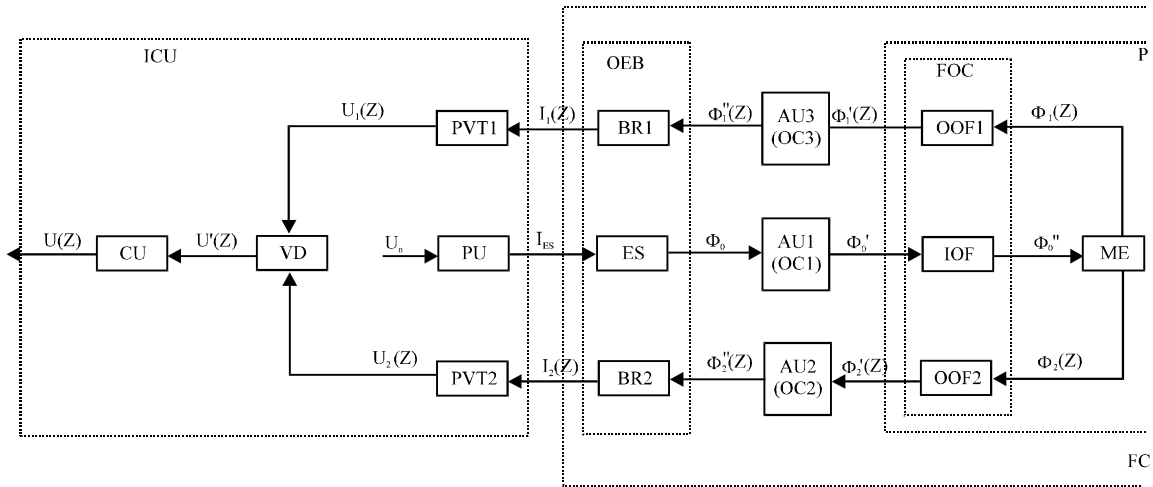 ICU
P
OEB
FOC
U₁(Z)
PVT1
I₁(Z)
BR1
Φ₁"(Z)
AU3
(OC3)
Φ₁'(Z)
OOF1
Φ₁(Z)
U(Z)
CU
U'(Z)
VD
Uₙ
PU
I_ES
ES
Φ₀
AU1
(OC1)
Φ₀'
IOF
Φ₀"
ME
U₂(Z)
PVT2
I₂(Z)
BR2
Φ₂"(Z)
AU2
(OC2)
Φ₂'(Z)
OOF2
Φ₂(Z)
FC